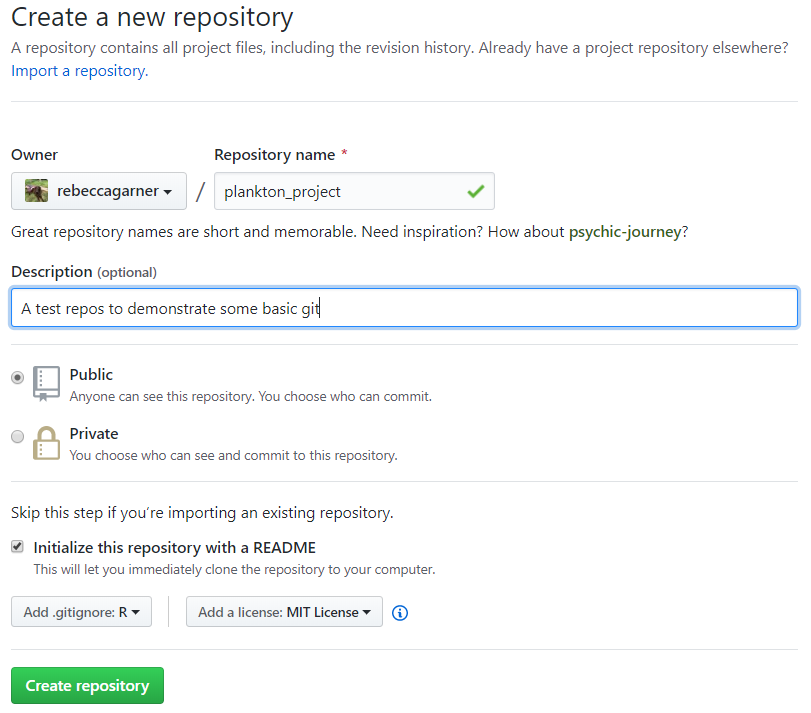 Create a new repository
A repository contains all project files, including the revision history. Already have a project repository elsewhere?
Import a repository.
Owner Repository name *
rebeccagarner / plankton_project
Great repository names are short and memorable. Need inspiration? How about psychic-journey?
Description (optional)
A test repos to demonstrate some basic git
Public
Anyone can see this repository. You choose who can commit.
Private
You choose who can see and commit to this repository.
Skip this step if you’re importing an existing repository.
Initialize this repository with a README
This will let you immediately clone the repository to your computer.
Add .gitignore: R Add a license: MIT License
Create repository